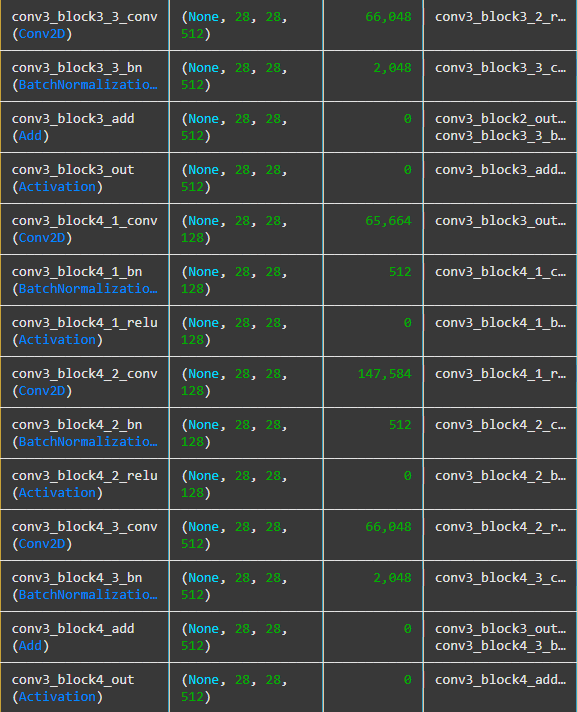 conv3_block3_3_conv (None, 28, 28, 66,048 conv3_block3_2_r…
(Conv2D) 512)
conv3_block3_3_bn (None, 28, 28, 2,048 conv3_block3_3_c…
(BatchNormalizatio… 512)
conv3_block3_add (None, 28, 28, 0 conv3_block2_out…
(Add) 512) conv3_block3_3_b…
conv3_block3_out (None, 28, 28, 0 conv3_block3_add…
(Activation) 512)
conv3_block4_1_conv (None, 28, 28, 65,664 conv3_block3_out…
(Conv2D) 128)
conv3_block4_1_bn (None, 28, 28, 512 conv3_block4_1_c…
(BatchNormalizatio… 128)
conv3_block4_1_relu (None, 28, 28, 0 conv3_block4_1_b…
(Activation) 128)
conv3_block4_2_conv (None, 28, 28, 147,584 conv3_block4_1_r…
(Conv2D) 128)
conv3_block4_2_bn (None, 28, 28, 512 conv3_block4_2_c…
(BatchNormalizatio… 128)
conv3_block4_2_relu (None, 28, 28, 0 conv3_block4_2_b…
(Activation) 128)
conv3_block4_3_conv (None, 28, 28, 66,048 conv3_block4_2_r…
(Conv2D) 512)
conv3_block4_3_bn (None, 28, 28, 2,048 conv3_block4_3_c…
(BatchNormalizatio… 512)
conv3_block4_add (None, 28, 28, 0 conv3_block3_out…
(Add) 512) conv3_block4_3_b…
conv3_block4_out (None, 28, 28, 0 conv3_block4_add…
(Activation) 512)